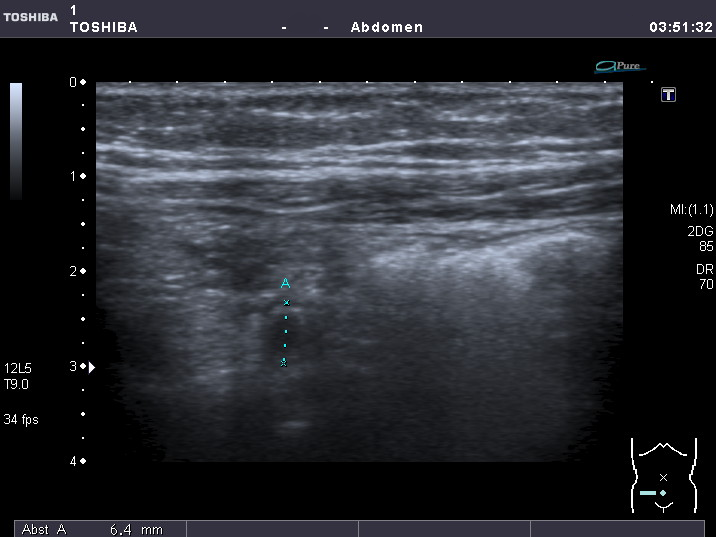 TOSHIBA
1
TOSHIBA - - Abdomen 03:51:32
aPure
T
0
1
2
3
4
A
MI:(1.1)
2DG
85
DR
70
12L5
T9.0
34 fps
Abst A 6.4 mm